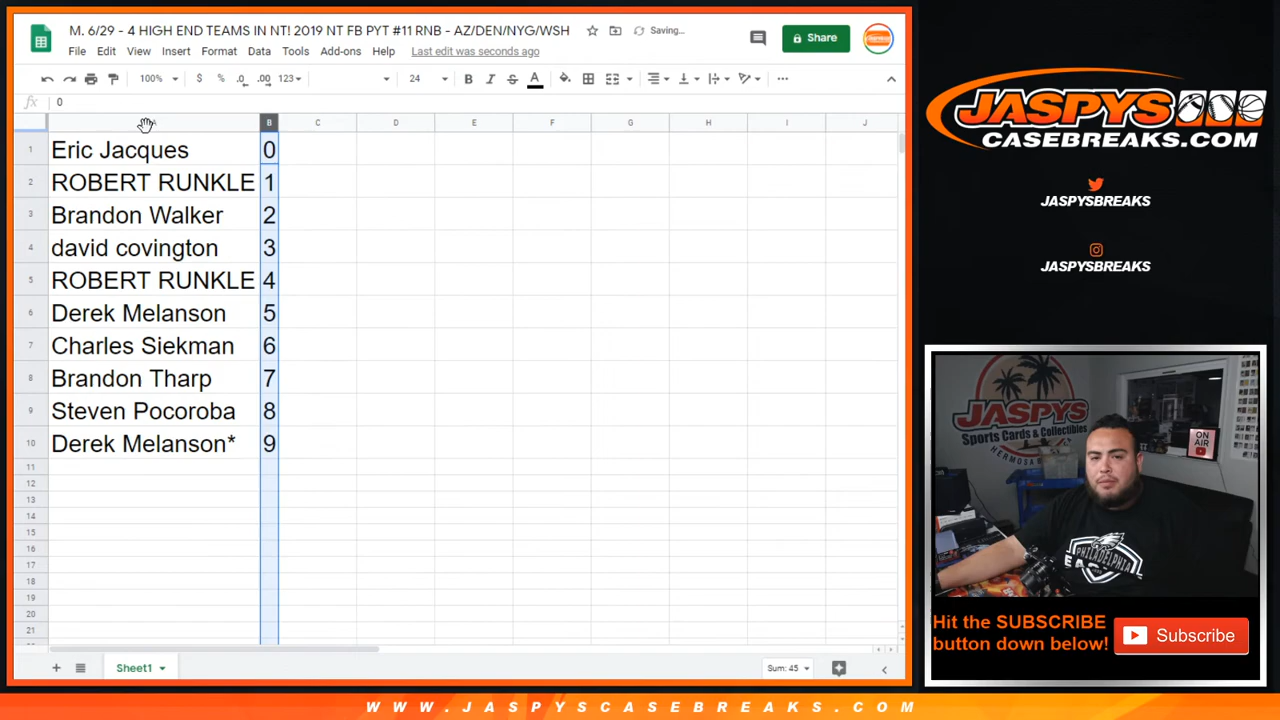 M. 6/29 - 4 HIGH END TEAMS IN NT! 2019 NT FB PYT #11 RNB - AZ/DEN/NYG/WSH
Saving...
Share
File Edit View Insert Format Data Tools Add-ons Help Last edit was seconds ago
100% $ % .0 .00 123 24 B I S A
fx 0
B C D E F G H I J
1 Eric Jacques 0
2 ROBERT RUNKLE 1
3 Brandon Walker 2
4 david covington 3
5 ROBERT RUNKLE 4
6 Derek Melanson 5
7 Charles Siekman 6
8 Brandon Tharp 7
9 Steven Pocoroba 8
10 Derek Melanson* 9
11
12
13
14
15
16
17
18
19
20
21
Sheet1
Sum: 45
JASPYS
CASEBREAKS.COM
JASPYSBREAKS
JASPYSBREAKS
JASPYS
Sports Cards & Collectibles
ON
AIR
PHILADELPHIA
Hit the SUBSCRIBE
button down below!
Subscribe
WWW.JASPYSCASEBREAKS.COM